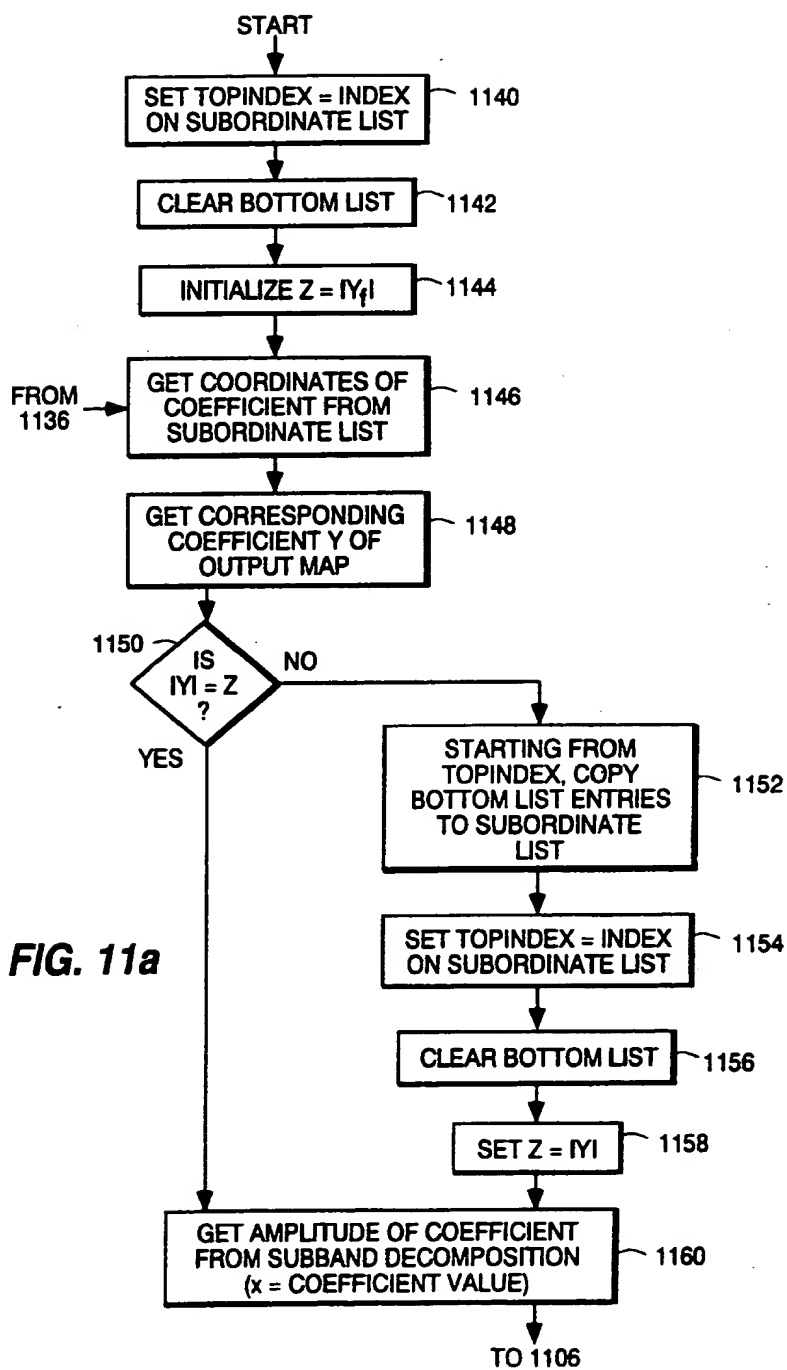 START
SET TOPINDEX = INDEX
ON SUBORDINATE LIST
1140
CLEAR BOTTOM LIST
1142
INITIALIZE Z = |Yf|
1144
FROM
1136
GET COORDINATES OF
COEFFICIENT FROM
SUBORDINATE LIST
1146
GET CORRESPONDING
COEFFICIENT Y OF
OUTPUT MAP
1148
1150
IS
|Y| = Z
?
NO
YES
STARTING FROM
TOPINDEX, COPY
BOTTOM LIST ENTRIES
TO SUBORDINATE
LIST
1152
FIG. 11a
SET TOPINDEX = INDEX
ON SUBORDINATE LIST
1154
CLEAR BOTTOM LIST
1156
SET Z = |Y|
1158
GET AMPLITUDE OF COEFFICIENT
FROM SUBBAND DECOMPOSITION
(x = COEFFICIENT VALUE)
1160
TO 1106